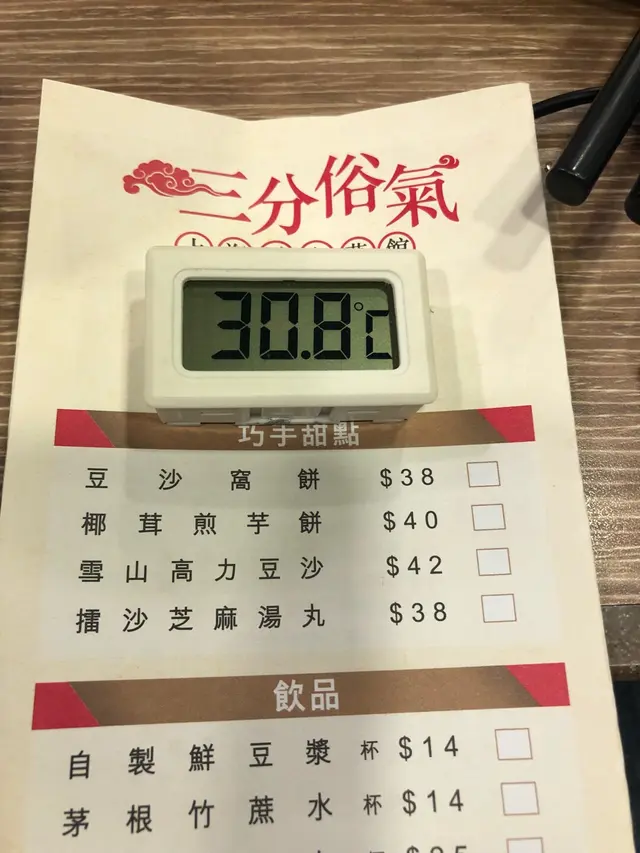 三分俗氣
館
30.8°C
巧手甜點
豆沙窩餅 $38
椰茸煎芋餅 $40
雪山高力豆沙 $42
擂沙芝麻湯丸 $38
飲品
自製鮮豆漿 杯 $14
茅根竹蔗水 杯 $14